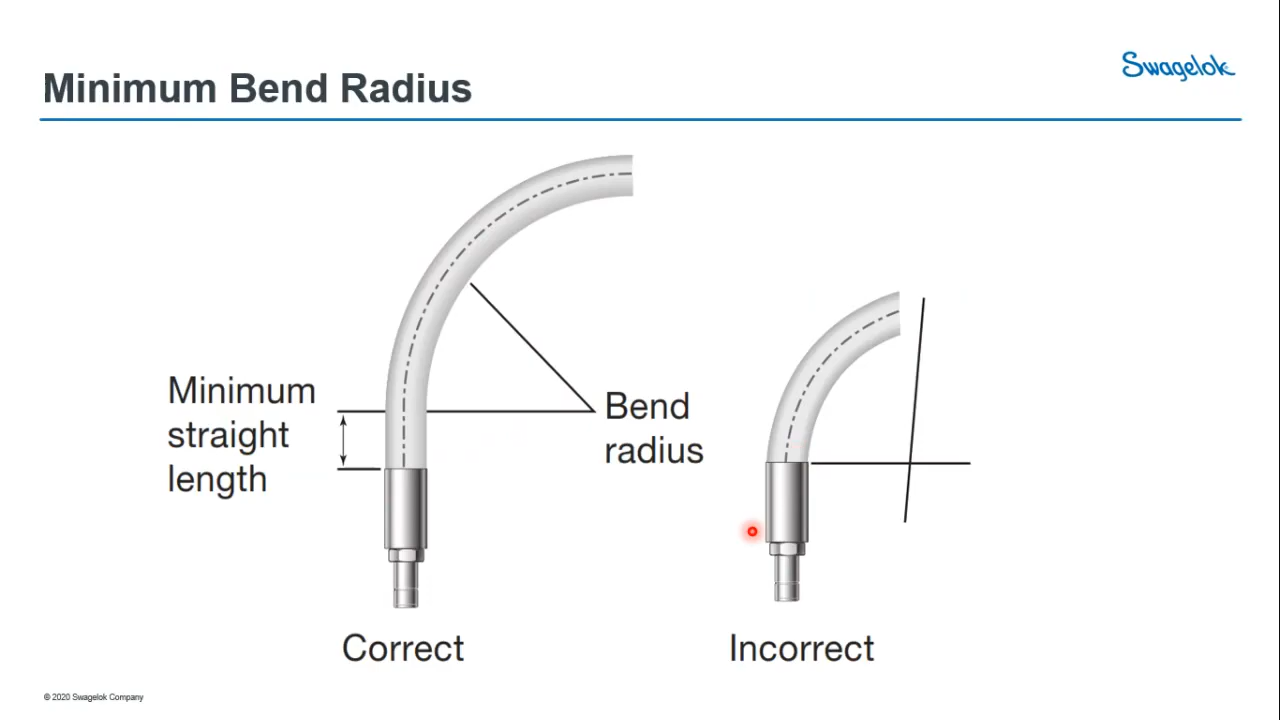 Minimum Bend Radius
Swagelok
Minimum
straight
length
Bend
radius
Correct
Incorrect
© 2020 Swagelok Company